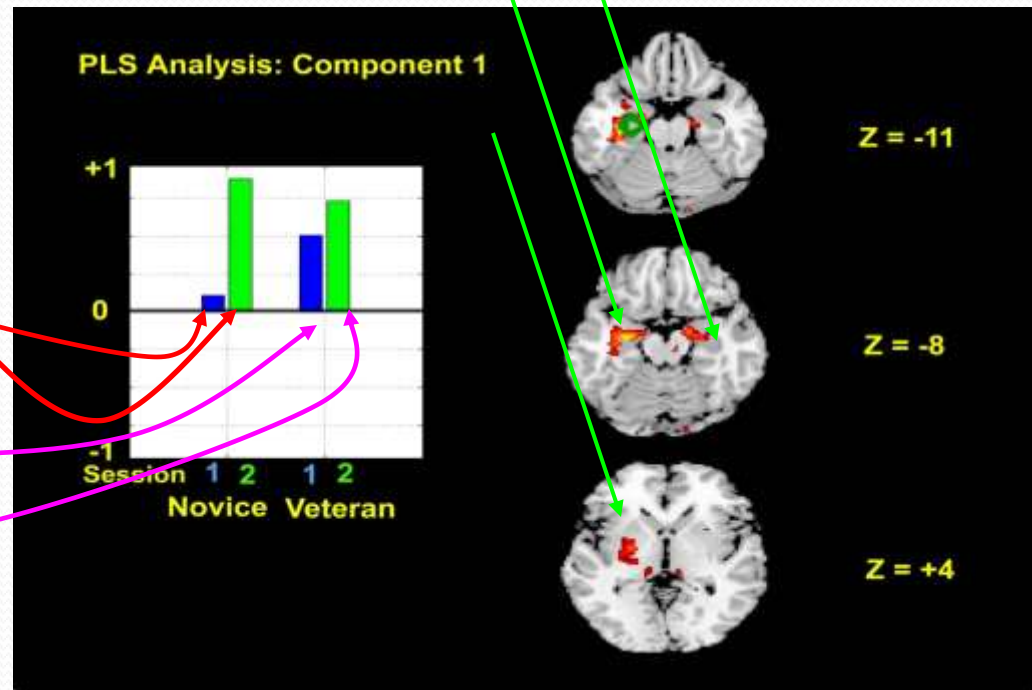 PLS Analysis: Component 1
+1
0
-1
Session 1 2 1 2
Novice Veteran
Z = -11
Z = -8
Z = +4